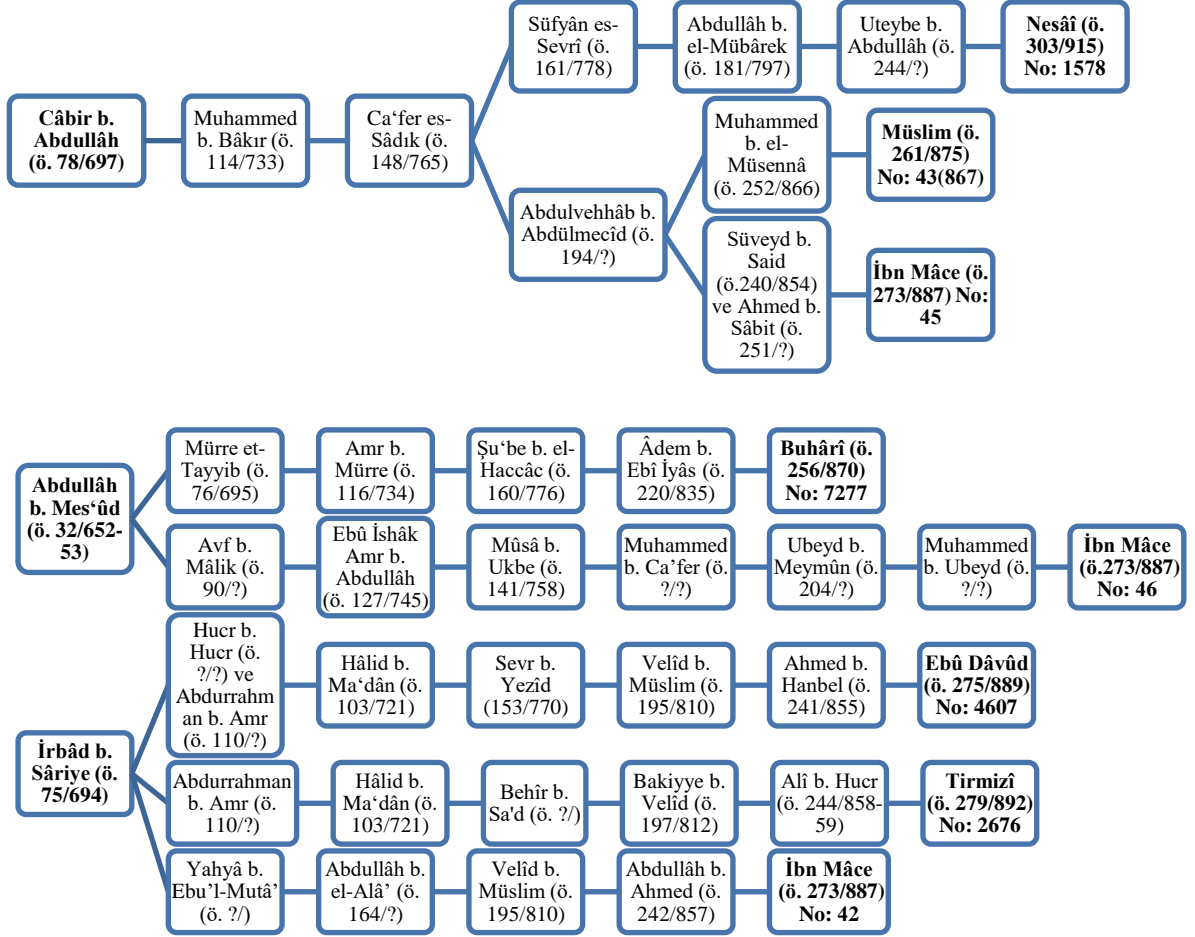 Câbir b.
Abdullâh
(ö. 78/697)
Muhammed
b. Bâkır (ö.
114/733)
Ca‘fer es-
Sâdık (ö.
148/765)
Süfyân es-
Sevrî (ö.
161/778)
Abdullâh b.
el-Mübârek
(ö. 181/797)
Uteybe b.
Abdullâh (ö.
244/?)
Nesâî (ö.
303/915)
No: 1578
Abdulvehhâb b.
Abdülmecîd (ö.
194/?)
Muhammed
b. el-
Müsennâ
(ö. 252/866)
Müslim (ö.
261/875)
No: 43(867)
Süveyd b.
Said
(ö.240/854)
ve Ahmed b.
Sâbit (ö.
251/?)
İbn Mâce (ö.
273/887) No:
45
Abdullâh
b. Mes‘ûd
(ö. 32/652-
53)
Mürre et-
Tayyib (ö.
76/695)
Amr b.
Mürre (ö.
116/734)
Şu‘be b. el-
Haccâc (ö.
160/776)
Âdem b.
Ebî İyâs (ö.
220/835)
Buhârî (ö.
256/870)
No: 7277
Avf b.
Mâlik (ö.
90/?)
Ebû İshâk
Amr b.
Abdullâh
(ö. 127/745)
Mûsâ b.
Ukbe (ö.
141/758)
Muhammed
b. Ca’fer (ö.
?/?)
Ubeyd b.
Meymûn (ö.
204/?)
Muhammed
b. Ubeyd (ö.
?/?)
İbn Mâce
(ö.273/887)
No: 46
İrbâd b.
Sâriye (ö.
75/694)
Hucr b.
Hucr (ö.
?/?) ve
Abdurrahm
an b. Amr
(ö. 110/?)
Hâlid b.
Ma‘dân (ö.
103/721)
Sevr b.
Yezîd
(153/770)
Velîd b.
Müslim (ö.
195/810)
Ahmed b.
Hanbel (ö.
241/855)
Ebû Dâvûd
(ö. 275/889)
No: 4607
Abdurrahman
b. Amr (ö.
110/?)
Hâlid b.
Ma‘dân (ö.
103/721)
Behîr b.
Sa'd (ö. ?/)
Bakiyye b.
Velîd (ö.
197/812)
Alî b. Hucr
(ö. 244/858-
59)
Tirmizî
(ö. 279/892)
No: 2676
Yahyâ b.
Ebu’l-Mutâ’
(ö. ?/)
Abdullâh b.
el-Alâ’ (ö.
164/?)
Velîd b.
Müslim (ö.
195/810)
Abdullâh b.
Ahmed (ö.
242/857)
İbn Mâce
(ö. 273/887)
No: 42